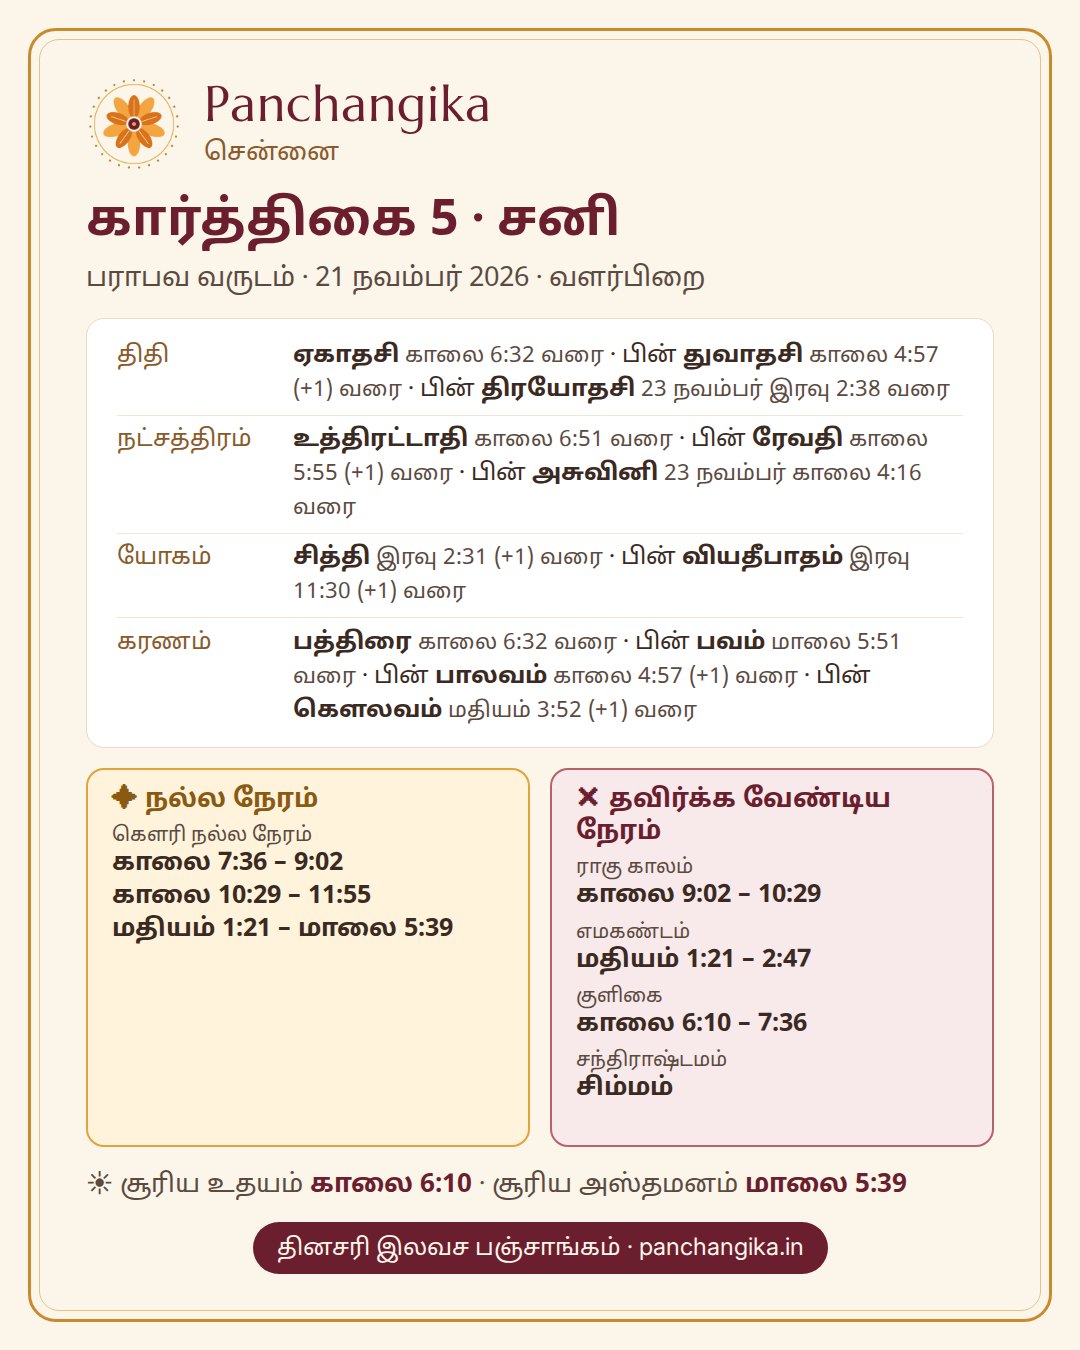 Panchangika
சென்னை
கார்த்திகை 5 · சனி
பராபவ வருடம் · 21 நவம்பர் 2026 · வளர்பிறை
திதி
ஏகாதசி காலை 6:32 வரை · பின் துவாதசி காலை 4:57
(+1) வரை · பின் திரயோதசி 23 நவம்பர் இரவு 2:38 வரை
நட்சத்திரம்
உத்திரட்டாதி காலை 6:51 வரை · பின் ரேவதி காலை
5:55 (+1) வரை · பின் அசுவினி 23 நவம்பர் காலை 4:16
வரை
யோகம்
சித்தி இரவு 2:31 (+1) வரை · பின் வியதீபாதம் இரவு
11:30 (+1) வரை
கரணம்
பத்திரை காலை 6:32 வரை · பின் பவம் மாலை 5:51
வரை · பின் பாலவம் காலை 4:57 (+1) வரை · பின்
கௌலவம் மதியம் 3:52 (+1) வரை
✦ நல்ல நேரம்
கௌரி நல்ல நேரம்
காலை 7:36 – 9:02
காலை 10:29 – 11:55
மதியம் 1:21 – மாலை 5:39
✕ தவிர்க்க வேண்டிய
நேரம்
ராகு காலம்
காலை 9:02 – 10:29
எமகண்டம்
மதியம் 1:21 – 2:47
குளிகை
காலை 6:10 – 7:36
சந்திராஷ்டமம்
சிம்மம்
☀ சூரிய உதயம் காலை 6:10 · சூரிய அஸ்தமனம் மாலை 5:39
தினசரி இலவச பஞ்சாங்கம் · panchangika.in